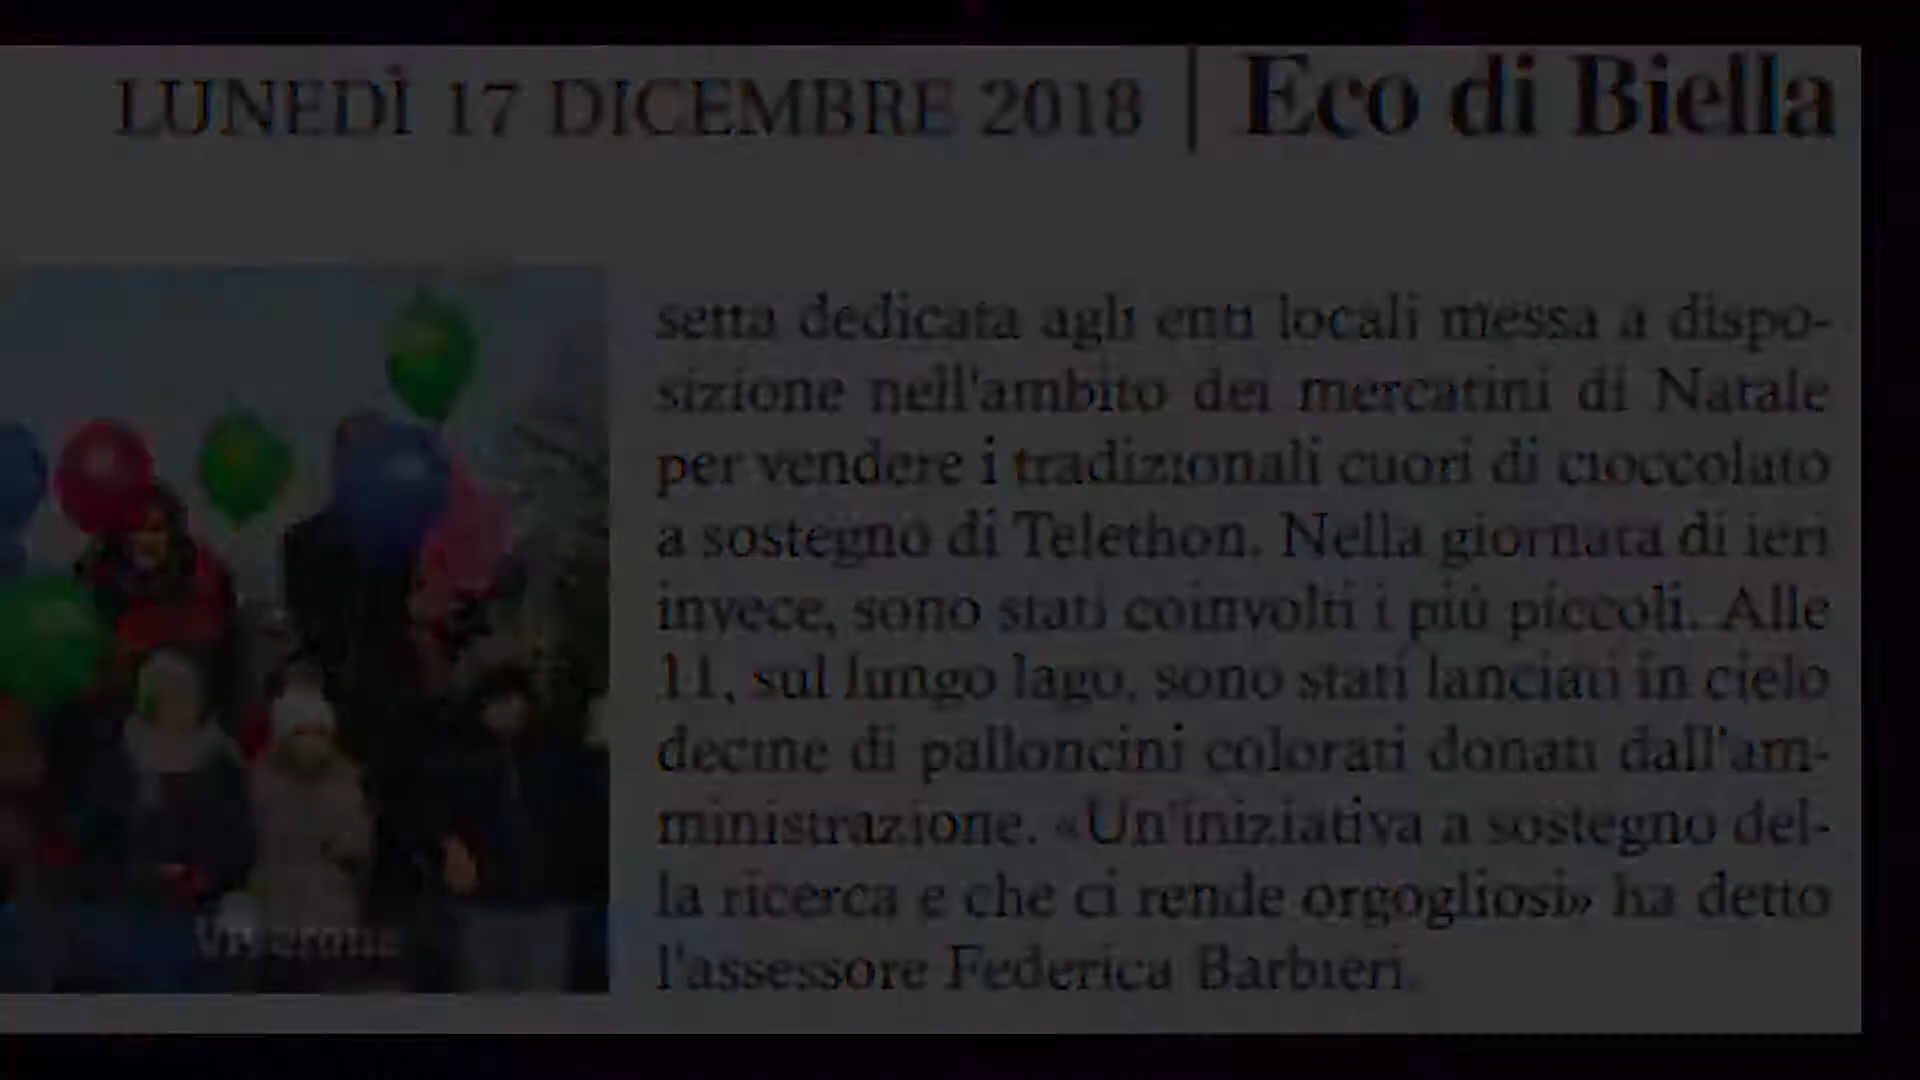 LUNEDÌ 17 DICEMBRE 2018 | Eco di Biella
setta dedicata agli enti locali messa a dispo-
sizione nell'ambito dei mercatini di Natale
per vendere i tradizionali cuori di cioccolato
a sostegno di Telethon. Nella giornata di ieri
invece, sono stati coinvolti i più piccoli. Alle
11, sul lungo lago, sono stati lanciati in cielo
decine di palloncini colorati donati dall'am-
ministrazione. «Un'iniziativa a sostegno del-
la ricerca e che ci rende orgogliosi» ha detto
l'assessore Federica Barbieri.
Viverone